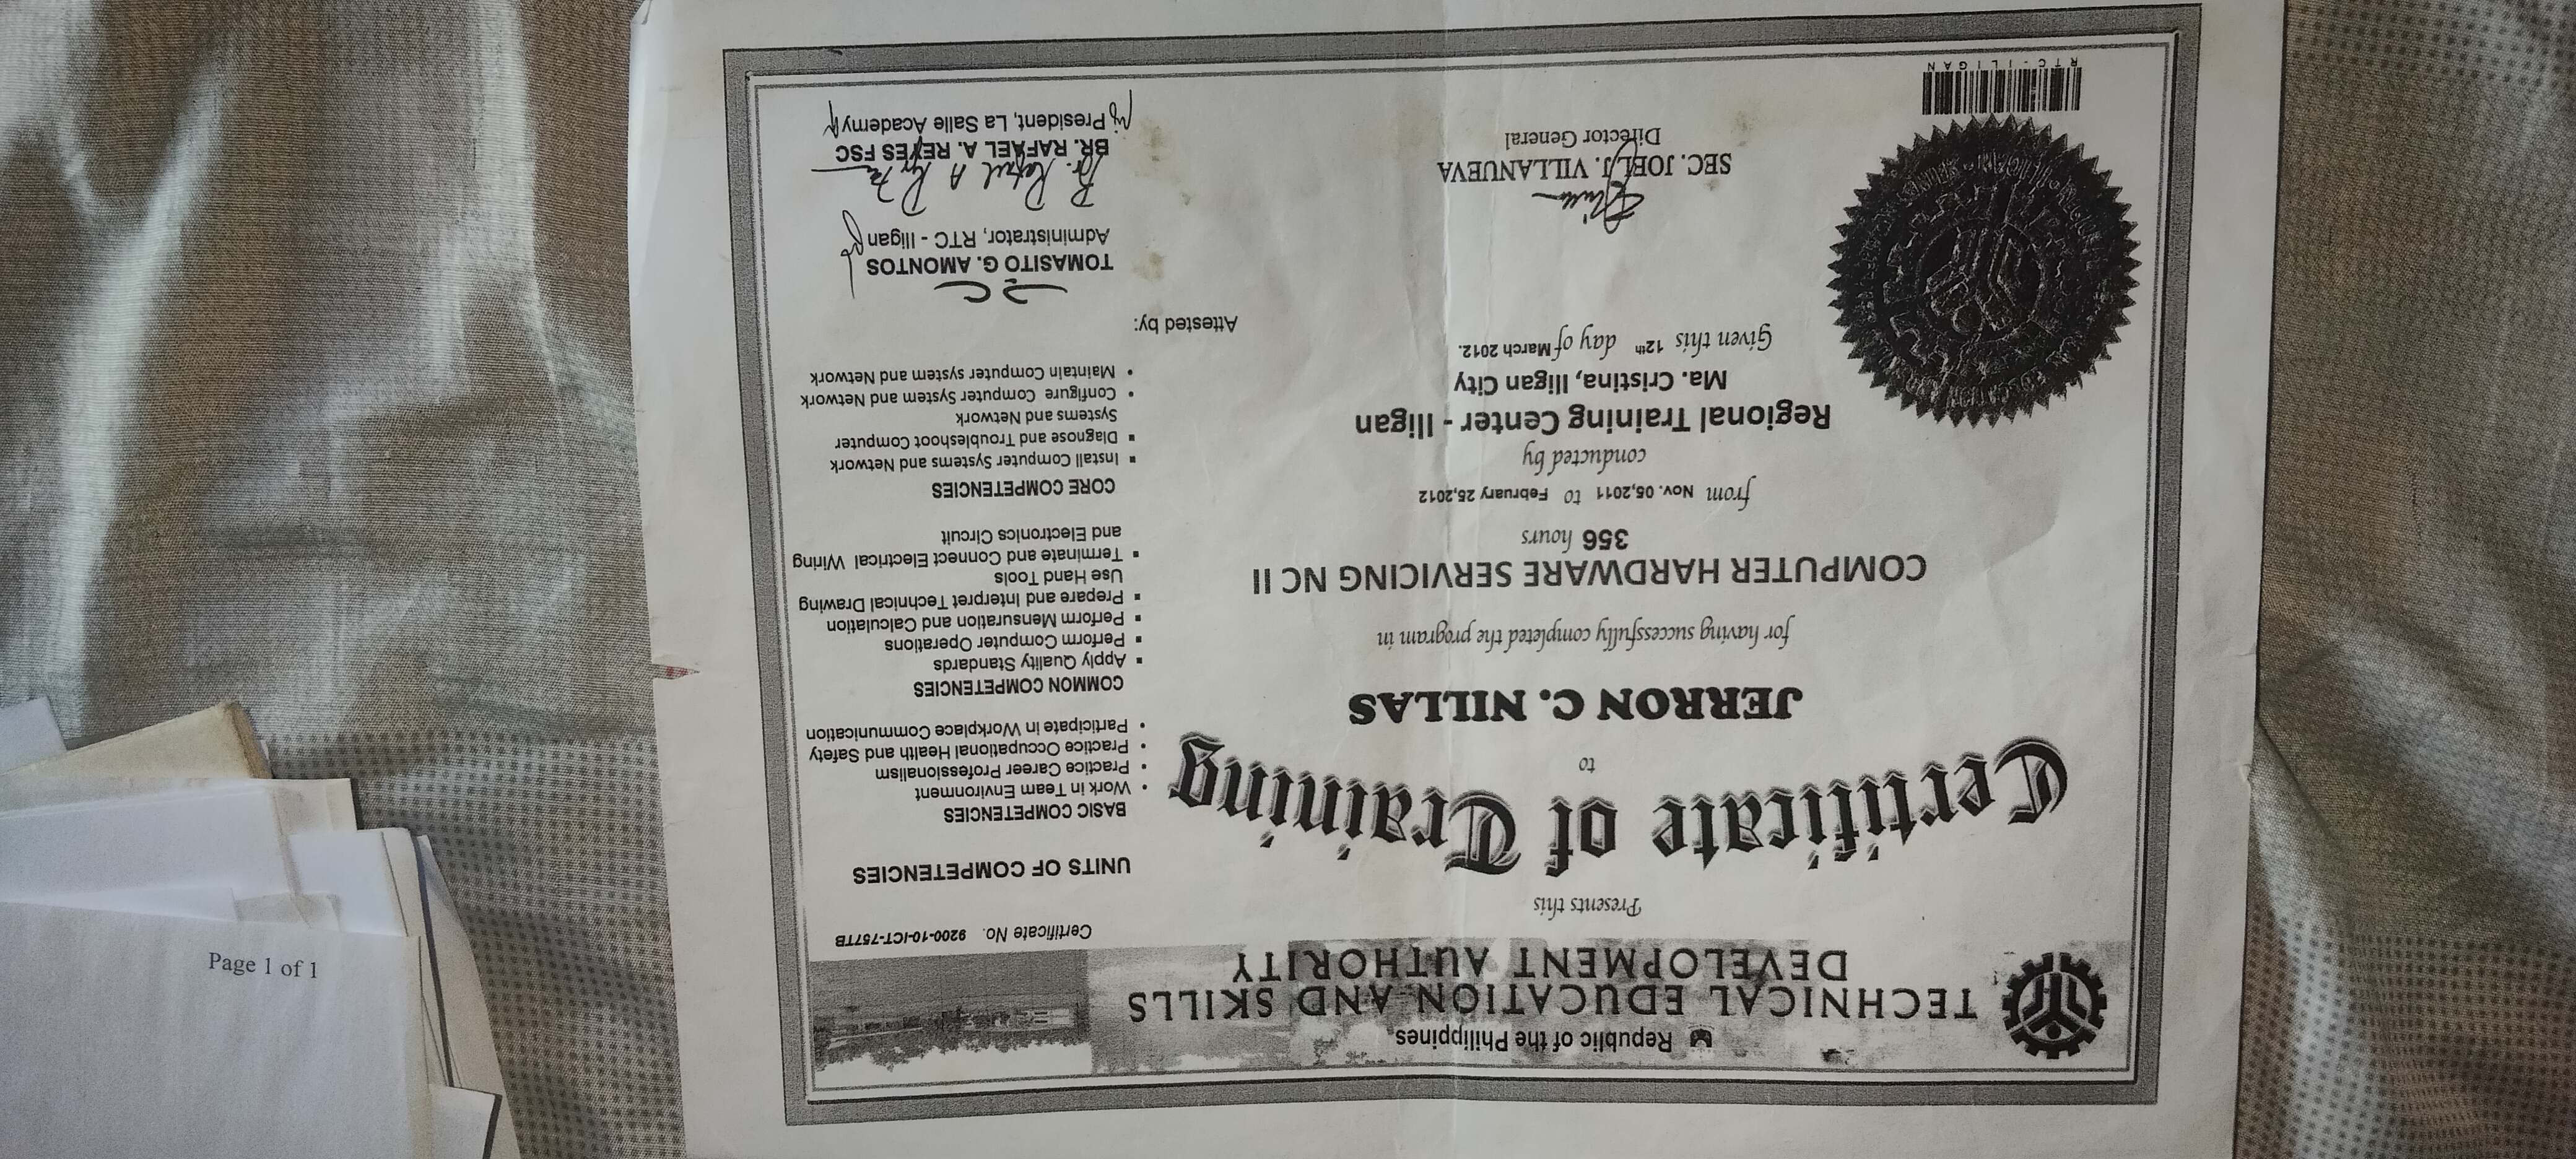 Republic of the Philippines
TECHNICAL EDUCATION AND SKILLS
DEVELOPMENT AUTHORITY
Presents this
Certificate of Training
to
JERRON C. NILLAS
for having successfully completed the program in
COMPUTER HARDWARE SERVICING NC II
356 hours
from Nov. 05,2011 to February 25,2012
conducted by
Regional Training Center - Iligan
Ma. Cristina, Iligan City
Given this 12th day of March 2012.
SEC. JOEL J. VILLANUEVA
Director General
RTC-ILIGAN
Certificate No. 9200-10-ICT-757TB
UNITS OF COMPETENCIES
BASIC COMPETENCIES
• Work in Team Environment
• Practice Career Professionalism
• Practice Occupational Health and Safety
• Participate in Workplace Communication
COMMON COMPETENCIES
▪ Apply Quality Standards
▪ Perform Computer Operations
▪ Perform Mensuration and Calculation
▪ Prepare and Interpret Technical Drawing
Use Hand Tools
▪ Terminate and Connect Electrical Wiring
and Electronics Circuit
CORE COMPETENCIES
▪ Install Computer Systems and Network
▪ Diagnose and Troubleshoot Computer
Systems and Network
• Configure Computer System and Network
• Maintain Computer system and Network
Attested by:
TOMASITO G. AMONTOS
Administrator, RTC - Iligan
BR. RAFAEL A. REYES FSC
President, La Salle Academy
Page 1 of 1